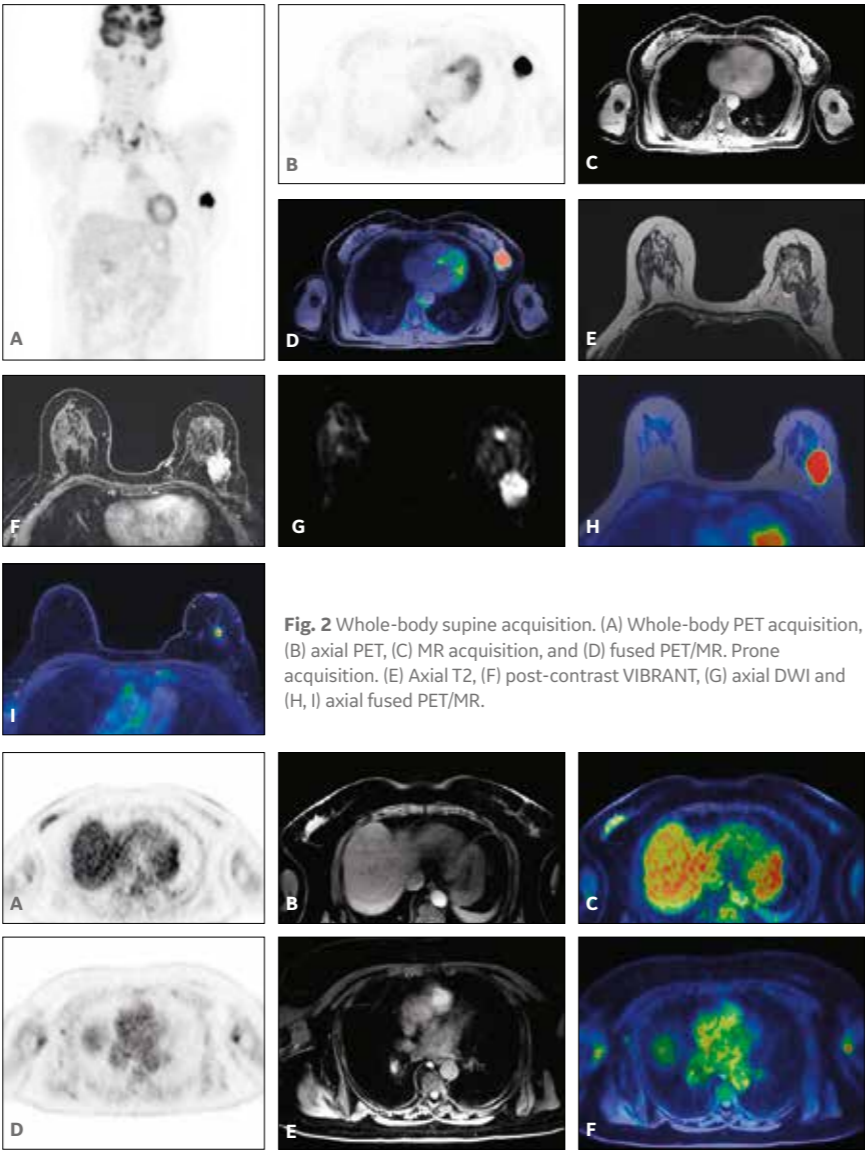 A
B
C
D
E
F
G
H
I
Fig. 2 Whole-body supine acquisition. (A) Whole-body PET acquisition,
(B) axial PET, (C) MR acquisition, and (D) fused PET/MR. Prone
acquisition. (E) Axial T2, (F) post-contrast VIBRANT, (G) axial DWI and
(H, I) axial fused PET/MR.
A
B
C
D
E
F